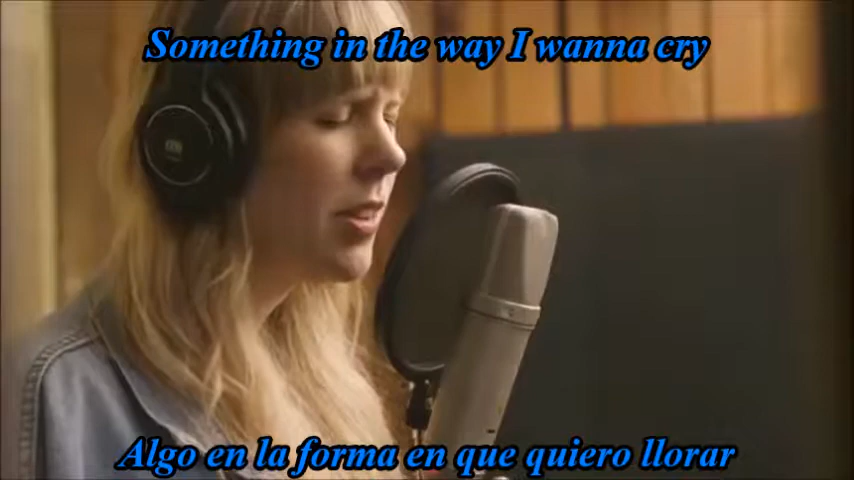 Something in the way I wanna cry
Algo en la forma en que quiero llorar